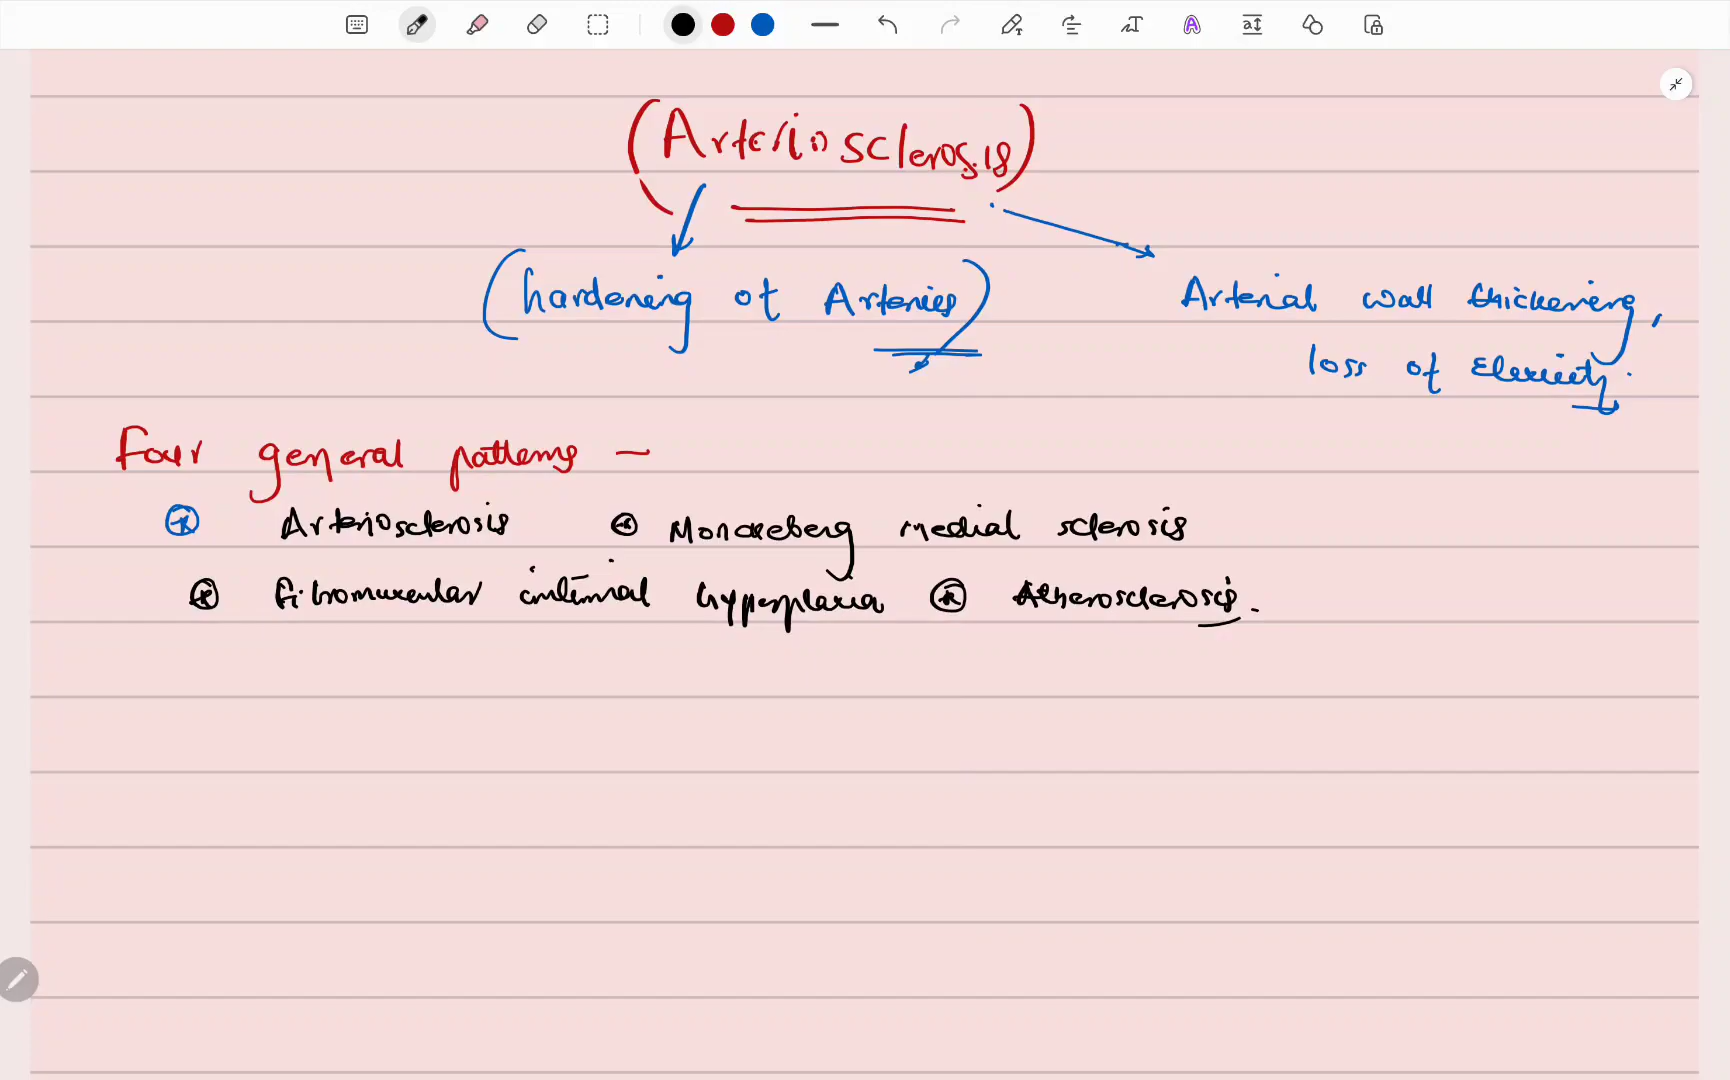 (Arteriosclerosis)
(hardening of Arteries)
Arterial wall thickening,
loss of Elasticity.
Four general patterns —
Arteriosclerosis Monckeberg medial sclerosis
fibromuscular intimal hyperplasia Atherosclerosis.